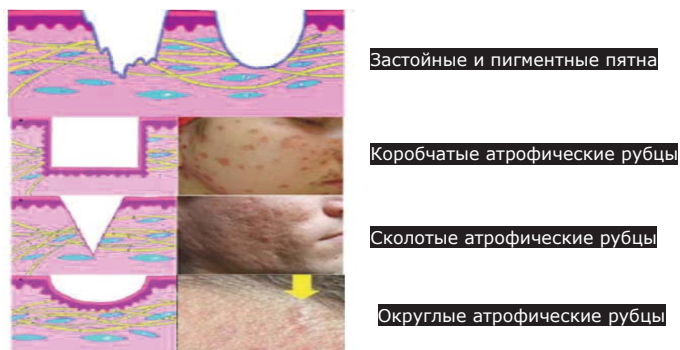 Застойные и пигментные пятна
Коробчатые атрофические рубцы
Сколотые атрофические рубцы
Округлые атрофические рубцы